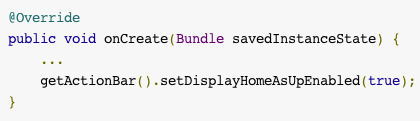 @Override
public void onCreate(Bundle savedInstanceState) {
    ...
    getActionBar().setDisplayHomeAsUpEnabled(true);
}